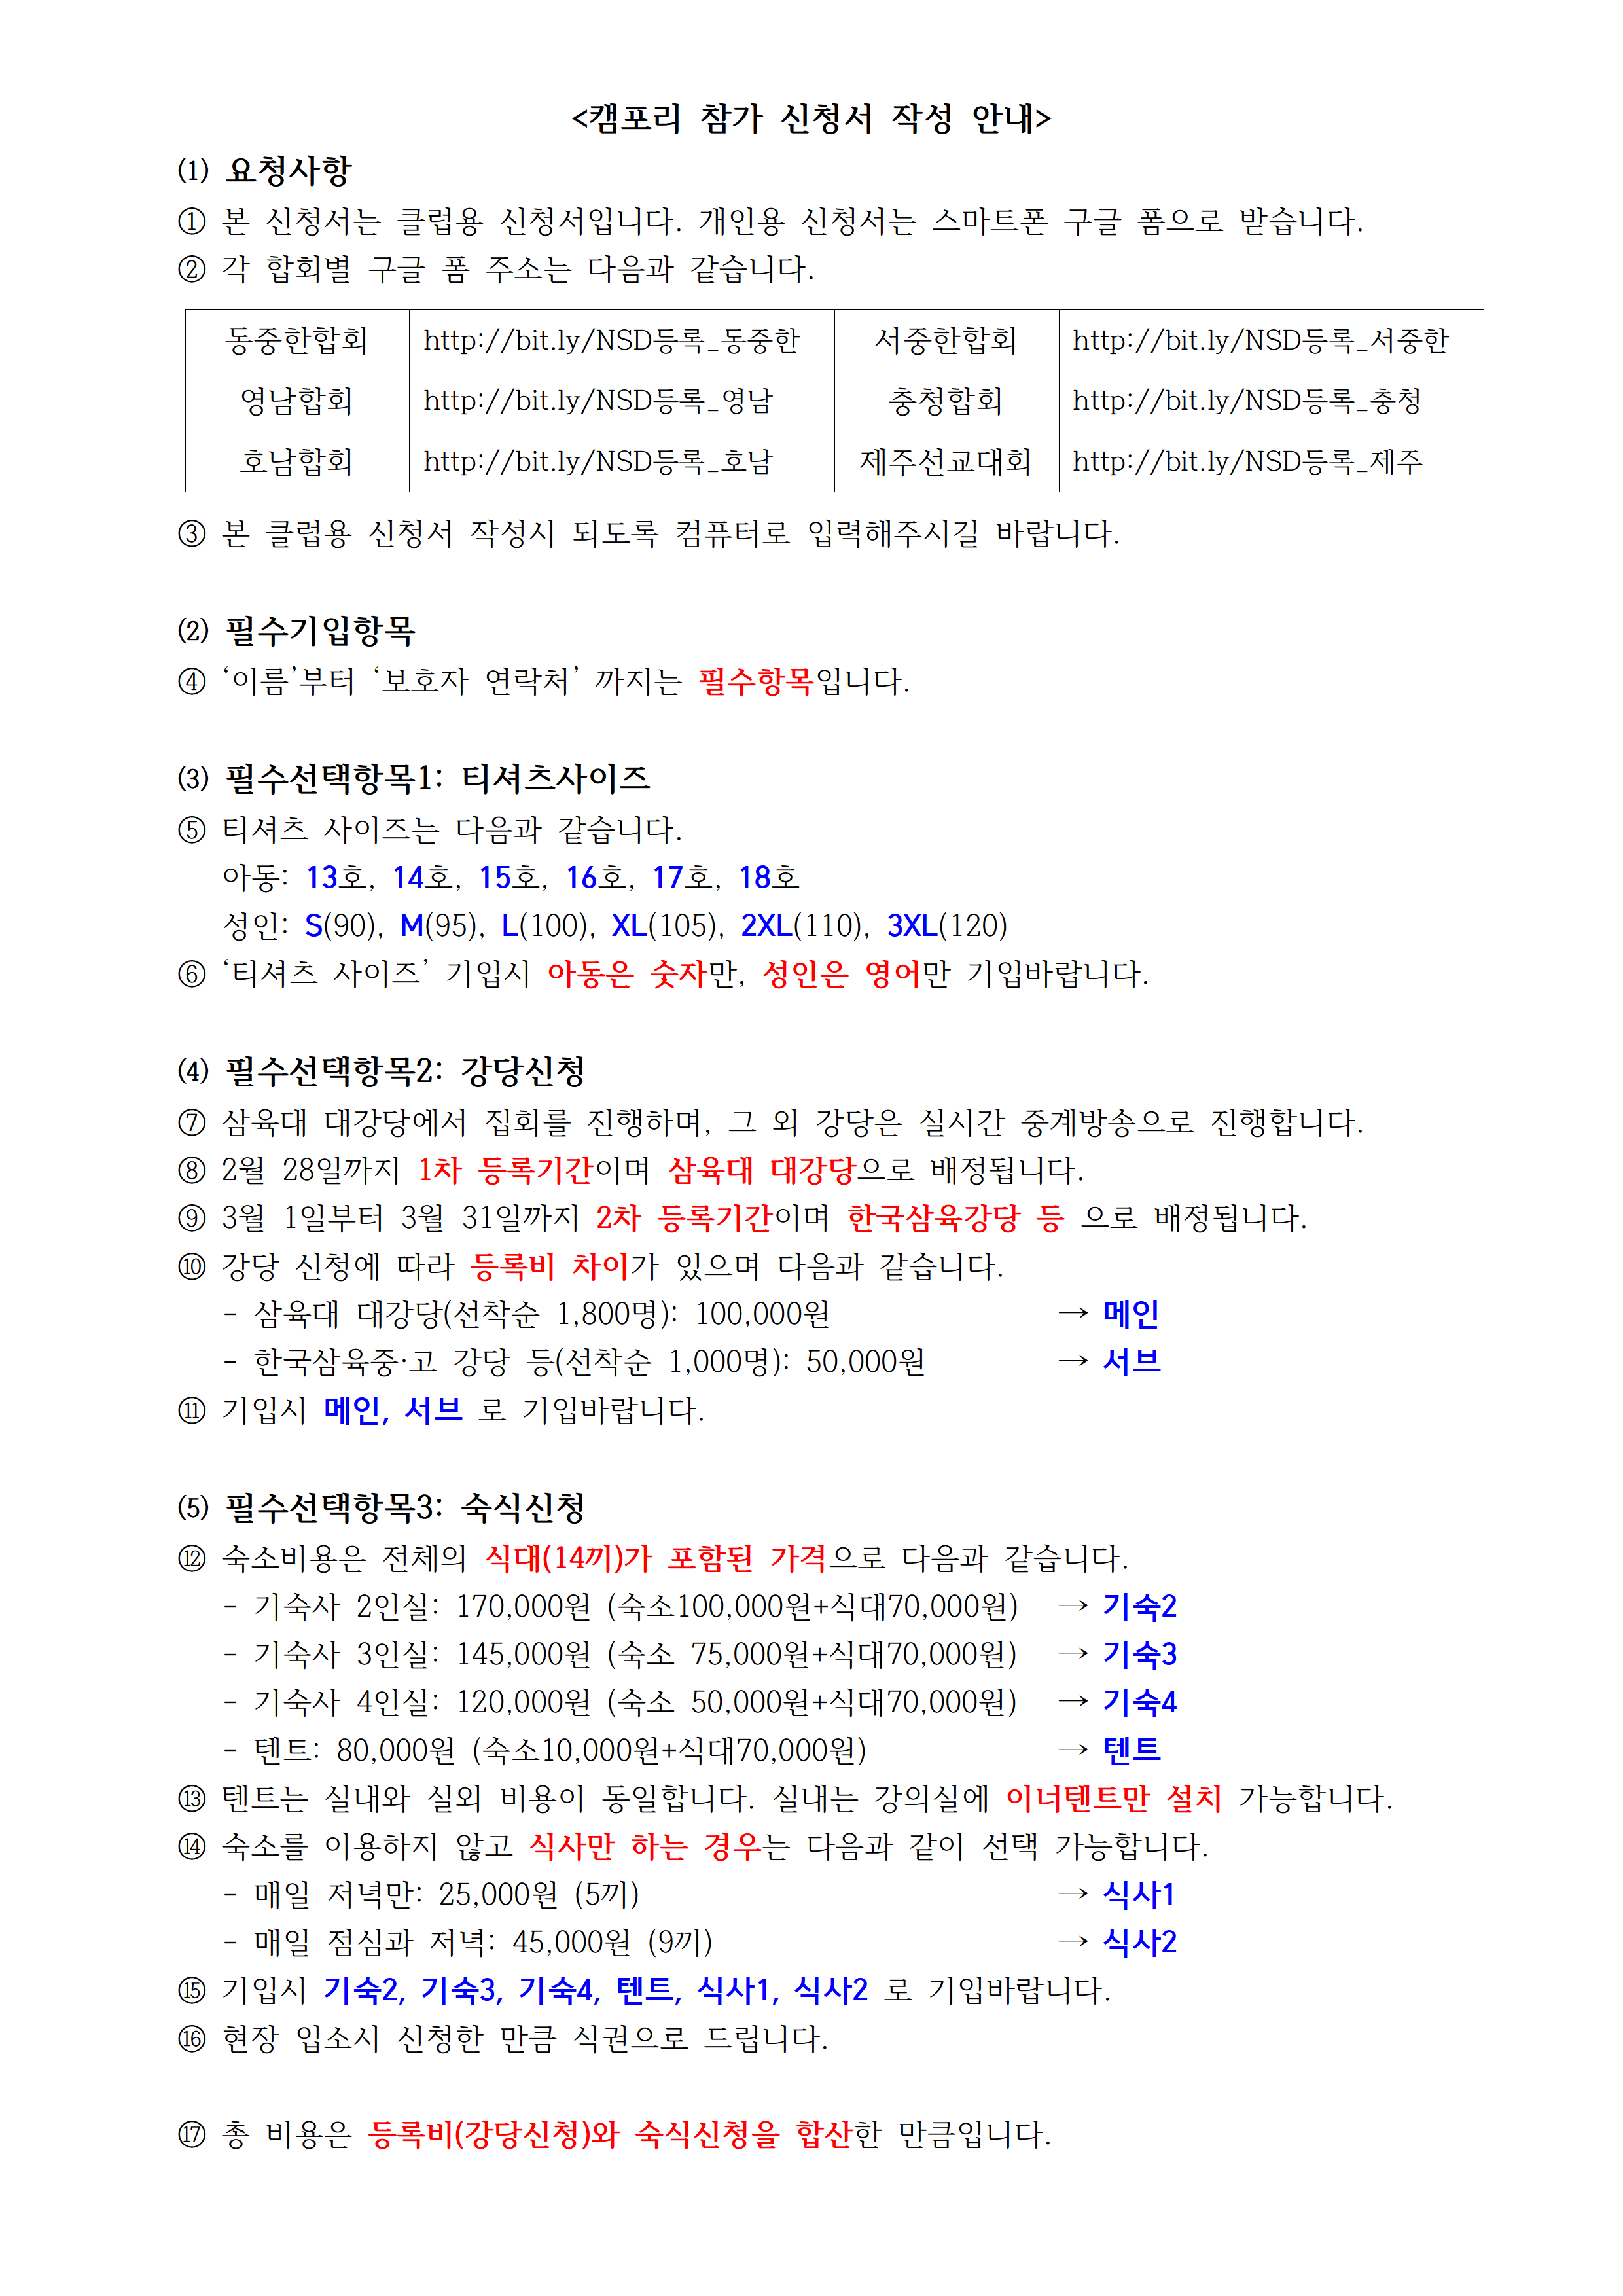 <캠포리 참가 신청서 작성 안내>
(1) 요청사항
① 본 신청서는 클럽용 신청서입니다. 개인용 신청서는 스마트폰 구글 폼으로 받습니다.
② 각 합회별 구글 폼 주소는 다음과 같습니다.
동중한합회 http://bit.ly/NSD등록_동중한 서중한합회 http://bit.ly/NSD등록_서중한
영남합회 http://bit.ly/NSD등록_영남 충청합회 http://bit.ly/NSD등록_충청
호남합회 http://bit.ly/NSD등록_호남 제주선교대회 http://bit.ly/NSD등록_제주
③ 본 클럽용 신청서 작성시 되도록 컴퓨터로 입력해주시길 바랍니다.
(2) 필수기입항목
④ ‘이름’부터 ‘보호자 연락처’ 까지는 필수항목입니다.
(3) 필수선택항목1: 티셔츠사이즈
⑤ 티셔츠 사이즈는 다음과 같습니다.
아동: 13호, 14호, 15호, 16호, 17호, 18호
성인: S(90), M(95), L(100), XL(105), 2XL(110), 3XL(120)
⑥ ‘티셔츠 사이즈’ 기입시 아동은 숫자만, 성인은 영어만 기입바랍니다.
(4) 필수선택항목2: 강당신청
⑦ 삼육대 대강당에서 집회를 진행하며, 그 외 강당은 실시간 중계방송으로 진행합니다.
⑧ 2월 28일까지 1차 등록기간이며 삼육대 대강당으로 배정됩니다.
⑨ 3월 1일부터 3월 31일까지 2차 등록기간이며 한국삼육강당 등 으로 배정됩니다.
⑩ 강당 신청에 따라 등록비 차이가 있으며 다음과 같습니다.
- 삼육대 대강당(선착순 1,800명): 100,000원 → 메인
- 한국삼육중·고 강당 등(선착순 1,000명): 50,000원 → 서브
⑪ 기입시 메인, 서브 로 기입바랍니다.
(5) 필수선택항목3: 숙식신청
⑫ 숙소비용은 전체의 식대(14끼)가 포함된 가격으로 다음과 같습니다.
- 기숙사 2인실: 170,000원 (숙소100,000원+식대70,000원) → 기숙2
- 기숙사 3인실: 145,000원 (숙소 75,000원+식대70,000원) → 기숙3
- 기숙사 4인실: 120,000원 (숙소 50,000원+식대70,000원) → 기숙4
- 텐트: 80,000원 (숙소10,000원+식대70,000원) → 텐트
⑬ 텐트는 실내와 실외 비용이 동일합니다. 실내는 강의실에 이너텐트만 설치 가능합니다.
⑭ 숙소를 이용하지 않고 식사만 하는 경우는 다음과 같이 선택 가능합니다.
- 매일 저녁만: 25,000원 (5끼) → 식사1
- 매일 점심과 저녁: 45,000원 (9끼) → 식사2
⑮ 기입시 기숙2, 기숙3, 기숙4, 텐트, 식사1, 식사2 로 기입바랍니다.
⑯ 현장 입소시 신청한 만큼 식권으로 드립니다.
⑰ 총 비용은 등록비(강당신청)와 숙식신청을 합산한 만큼입니다.